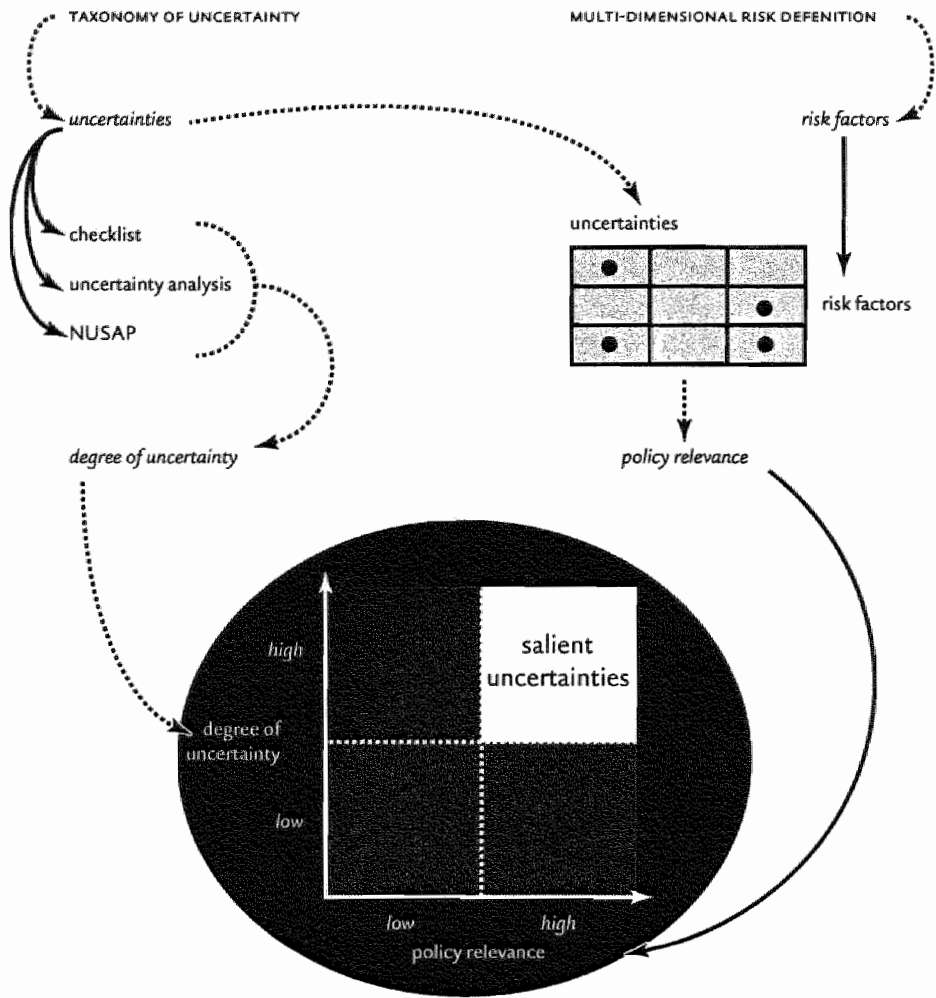 TAXONOMY OF UNCERTAINTY
MULTI-DIMENSIONAL RISK DEFENITION
uncertainties
risk factors
uncertainties
checklist
uncertainty analysis
NUSAP
risk factors
degree of uncertainty
policy relevance
high
salient
uncertainties
degree of
uncertainty
low
low
high
policy relevance